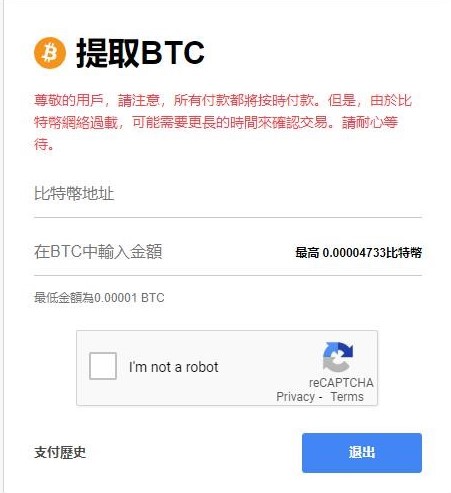 提取BTC
尊敬的用戶，請注意，所有付款都將按時付款。但是，由於比
特幣網絡過載，可能需要更長的時間來確認交易。請耐心等
待。
比特幣地址
在BTC中輸入金額 最高 0.00004733比特幣
最低金額為0.00001 BTC
I'm not a robot
reCAPTCHA
Privacy - Terms
支付歷史 退出